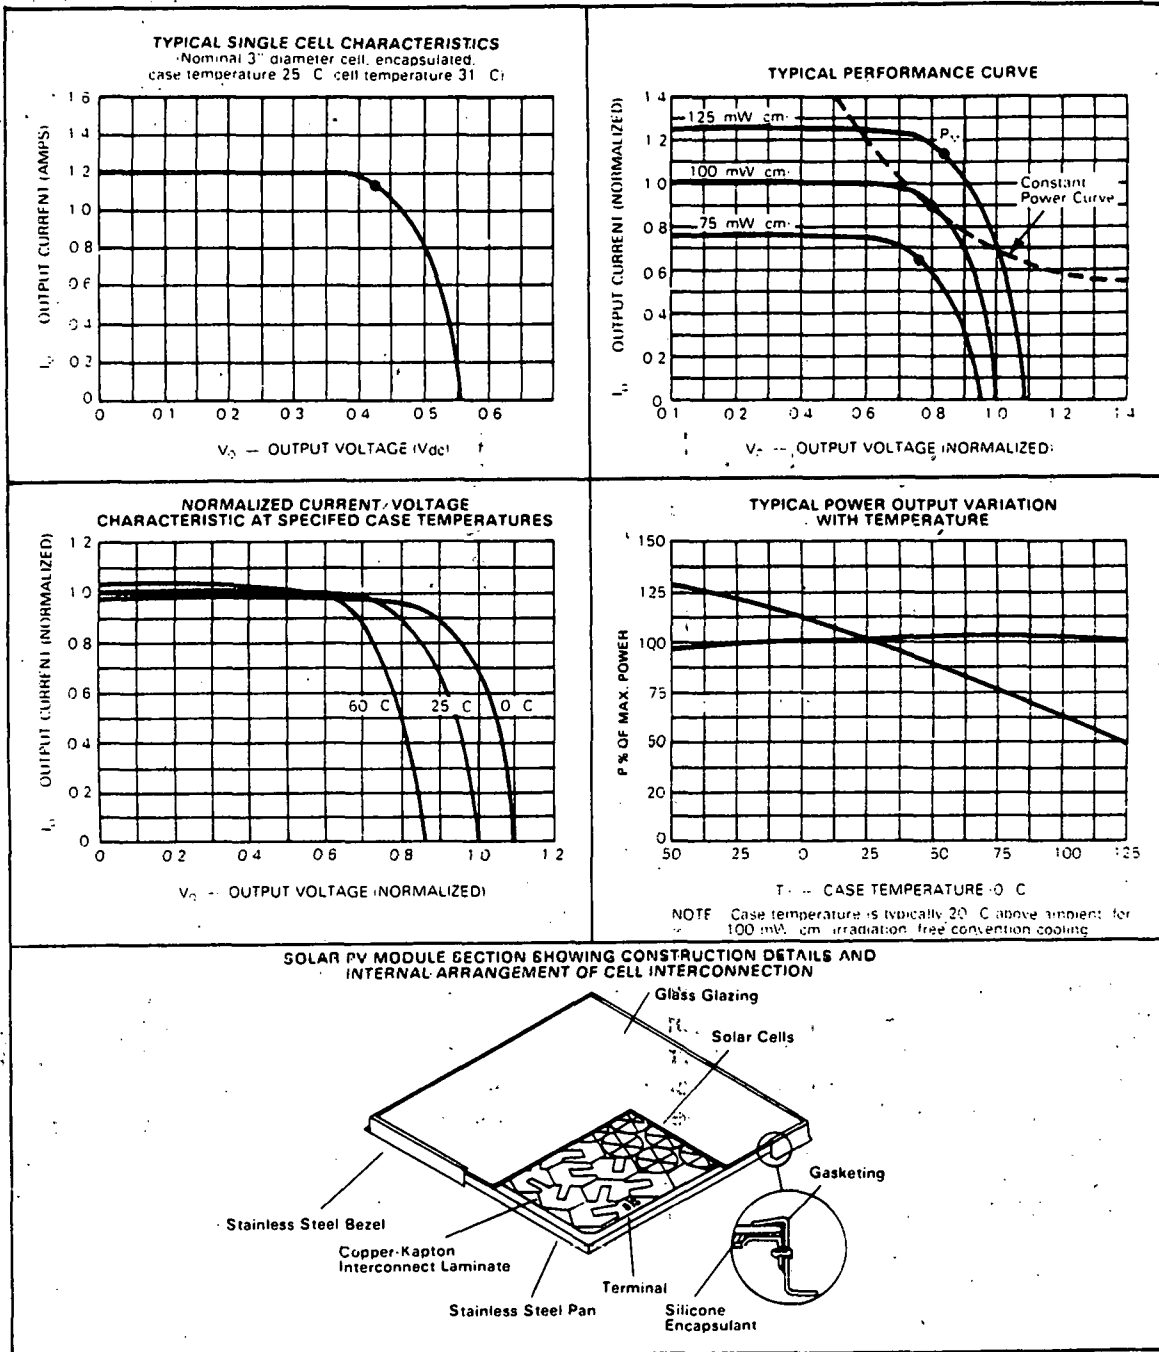 TYPICAL SINGLE CELL CHARACTERISTICS
Nominal 3" diameter cell, encapsulated,
case temperature 25 C cell temperature 31 C)
OUTPUT CURRENT (AMPS)
1 6
1 4
1 2
1 0
0 8
0 6
0 4
0 2
0
0 0 1 0 2 0 3 0 4 0 5 0 6
— OUTPUT VOLTAGE (Vdc)
TYPICAL PERFORMANCE CURVE
OUTPUT CURRENT (NORMALIZED)
1 4
1 2
1 0
0 8
0 6
0 4
0 2
0
125 mW cm
100 mW cm
75 mW cm
Constant
Power Curve
0 1 0 2 0 4 0 6 0 8 1 0 1 2 1 4
OUTPUT VOLTAGE (NORMALIZED)
NORMALIZED CURRENT/VOLTAGE
CHARACTERISTIC AT SPECIFED CASE TEMPERATURES
OUTPUT CURRENT (NORMALIZED)
1 2
1 0
0 8
0 6
0 4
0 2
0
60 C 25 C 0 C
0 0 2 0 4 0 6 0 8 1 0 1 2
OUTPUT VOLTAGE (NORMALIZED)
TYPICAL POWER OUTPUT VARIATION
WITH TEMPERATURE
P % OF MAX. POWER
150
125
100
75
50
20
0
50 25 0 25 50 75 100 125
CASE TEMPERATURE 0 C
NOTE Case temperature is typically 20 C above ambient for
100 mW cm irradiation free convention cooling
SOLAR PV MODULE SECTION SHOWING CONSTRUCTION DETAILS AND
INTERNAL ARRANGEMENT OF CELL INTERCONNECTION
Glass Glazing
Solar Cells
Gasketing
Stainless Steel Bezel
Copper-Kapton
Interconnect Laminate
Terminal
Stainless Steel Pan
Silicone
Encapsulant